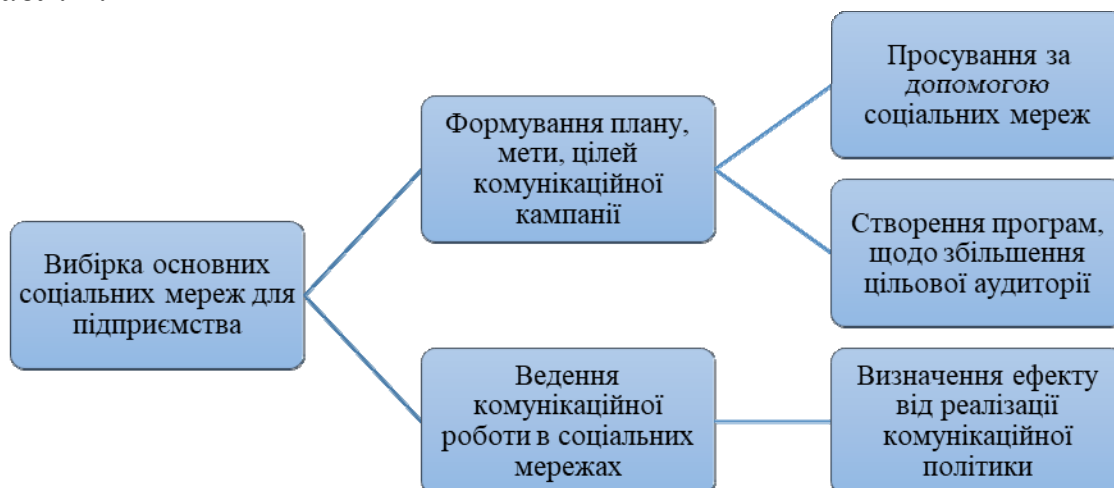 Вибірка основних
соціальних мереж для
підприємства
Формування плану,
мети, цілей
комунікаційної
кампанії
Просування за
допомогою
соціальних мереж
Створення програм,
щодо збільшення
цільової аудиторії
Ведення
комунікаційної
роботи в соціальних
мережах
Визначення ефекту
від реалізації
комунікаційної
політики